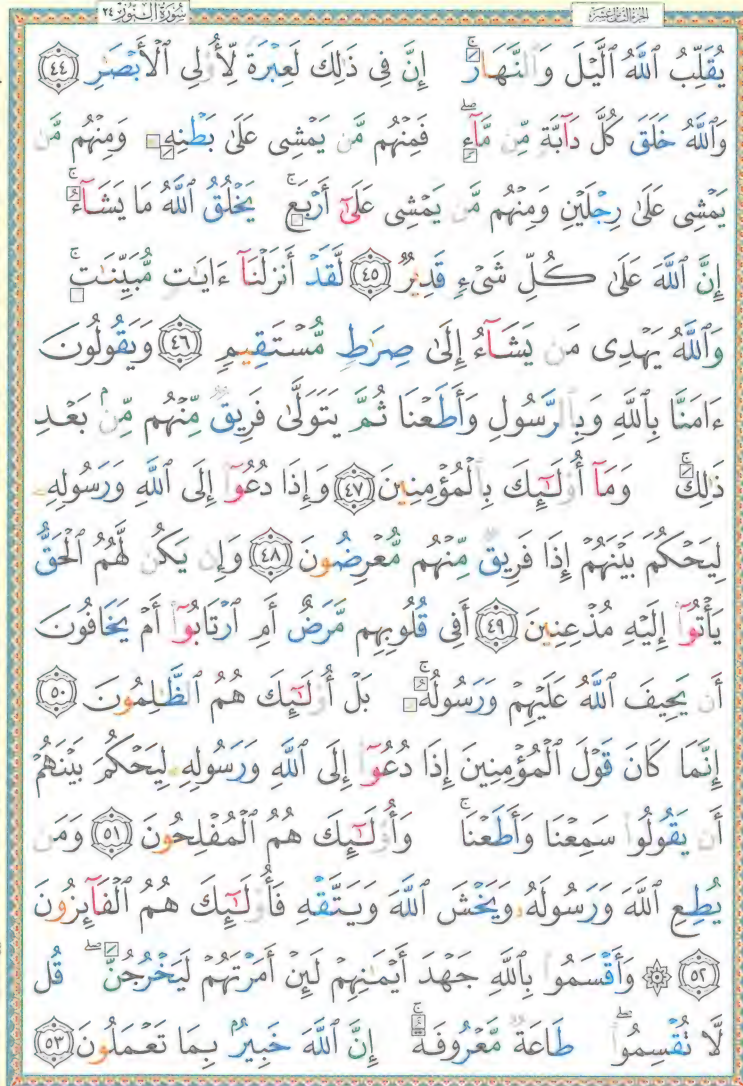 سُورَةُ النُّورِ ٢٤
الجزء الثامن عشر
يُقَلِّبُ ٱللَّهُ ٱلَّيْلَ وَٱلنَّهَارَ ۚ إِنَّ فِى ذَٰلِكَ لَعِبْرَةً لِّأُو۟لِى ٱلْأَبْصَـٰرِ ﴿٤٤﴾
وَٱللَّهُ خَلَقَ كُلَّ دَآبَّةٍ مِّن مَّآءٍ ۖ فَمِنْهُم مَّن يَمْشِى عَلَىٰ بَطْنِهِۦ وَمِنْهُم مَّن
يَمْشِى عَلَىٰ رِجْلَيْنِ وَمِنْهُم مَّن يَمْشِى عَلَىٰٓ أَرْبَعٍ ۚ يَخْلُقُ ٱللَّهُ مَا يَشَآءُ ۚ
إِنَّ ٱللَّهَ عَلَىٰ كُلِّ شَىْءٍ قَدِيرٌ ﴿٤٥﴾ لَّقَدْ أَنزَلْنَآ ءَايَـٰتٍ مُّبَيِّنَـٰتٍ ۚ
وَٱللَّهُ يَهْدِى مَن يَشَآءُ إِلَىٰ صِرَٰطٍ مُّسْتَقِيمٍ ﴿٤٦﴾ وَيَقُولُونَ
ءَامَنَّا بِٱللَّهِ وَبِٱلرَّسُولِ وَأَطَعْنَا ثُمَّ يَتَوَلَّىٰ فَرِيقٌ مِّنْهُم مِّنۢ بَعْدِ
ذَٰلِكَ ۚ وَمَآ أُو۟لَـٰٓئِكَ بِٱلْمُؤْمِنِينَ ﴿٤٧﴾ وَإِذَا دُعُوٓا۟ إِلَى ٱللَّهِ وَرَسُولِهِۦ
لِيَحْكُمَ بَيْنَهُمْ إِذَا فَرِيقٌ مِّنْهُم مُّعْرِضُونَ ﴿٤٨﴾ وَإِن يَكُن لَّهُمُ ٱلْحَقُّ
يَأْتُوٓا۟ إِلَيْهِ مُذْعِنِينَ ﴿٤٩﴾ أَفِى قُلُوبِهِم مَّرَضٌ أَمِ ٱرْتَابُوٓا۟ أَمْ يَخَافُونَ
أَن يَحِيفَ ٱللَّهُ عَلَيْهِمْ وَرَسُولُهُۥ ۚ بَلْ أُو۟لَـٰٓئِكَ هُمُ ٱلظَّـٰلِمُونَ ﴿٥٠﴾
إِنَّمَا كَانَ قَوْلَ ٱلْمُؤْمِنِينَ إِذَا دُعُوٓا۟ إِلَى ٱللَّهِ وَرَسُولِهِۦ لِيَحْكُمَ بَيْنَهُمْ
أَن يَقُولُوا۟ سَمِعْنَا وَأَطَعْنَا ۚ وَأُو۟لَـٰٓئِكَ هُمُ ٱلْمُفْلِحُونَ ﴿٥١﴾ وَمَن
يُطِعِ ٱللَّهَ وَرَسُولَهُۥ وَيَخْشَ ٱللَّهَ وَيَتَّقْهِ فَأُو۟لَـٰٓئِكَ هُمُ ٱلْفَآئِزُونَ
﴿٥٢﴾ ۞ وَأَقْسَمُوا۟ بِٱللَّهِ جَهْدَ أَيْمَـٰنِهِمْ لَئِنْ أَمَرْتَهُمْ لَيَخْرُجُنَّ ۖ قُل
لَّا تُقْسِمُوا۟ ۖ طَاعَةٌ مَّعْرُوفَةٌ ۚ إِنَّ ٱللَّهَ خَبِيرٌۢ بِمَا تَعْمَلُونَ ﴿٥٣﴾